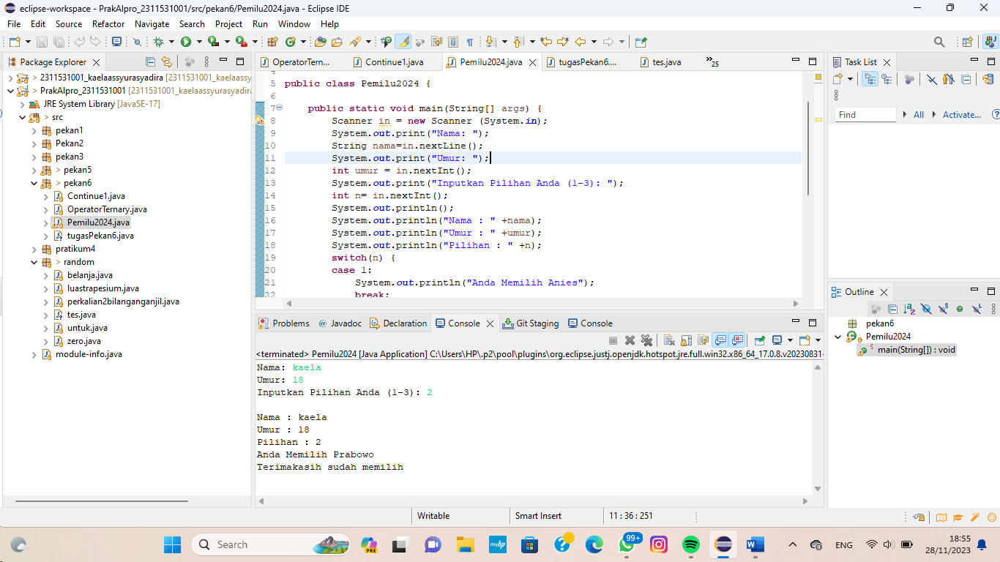 eclipse-workspace - PrakAlpro_2311531001/src/pekan6/Pemilu2024.java - Eclipse IDE
File Edit Source Refactor Navigate Search Project Run Window Help
Package Explorer
> 2311531001_kaelaassyurasyadira [2311531001_kaelaassy
> PrakAlpro_2311531001 [2311531001_kaelaassyurasyadira
JRE System Library [JavaSE-17]
> src
pekan1
Pekan2
pekan3
> pekan5
> pekan6
Continue1.java
OperatorTernary.java
Pemilu2024.java
tugasPekan6.java
pratikum4
> random
belanja.java
luastrapesium.java
perkalian2bilanganganjil.java
tes.java
untuk.java
zero.java
module-info.java
OperatorTern... Continue1.java Pemilu2024.java tugasPekan6.... tes.java »25
4
5 public class Pemilu2024 {
6
7 public static void main(String[] args) {
8 Scanner in = new Scanner (System.in);
9 System.out.print("Nama: ");
10 String nama=in.nextLine();
11 System.out.print("Umur: ");
12 int umur = in.nextInt();
13 System.out.print("Inputkan Pilihan Anda (1-3): ");
14 int n= in.nextInt();
15 System.out.println();
16 System.out.println("Nama : " +nama);
17 System.out.println("Umur : " +umur);
18 System.out.println("Pilihan : " +n);
19 switch(n) {
20 case 1:
21 System.out.println("Anda Memilih Anies");
22 break;
Problems @ Javadoc Declaration Console Git Staging Console
<terminated> Pemilu2024 [Java Application] C:\Users\HP\.p2\pool\plugins\org.eclipse.justj.openjdk.hotspot.jre.full.win32.x86_64_17.0.8.v20230831-
Nama: kaela
Umur: 18
Inputkan Pilihan Anda (1-3): 2
Nama : kaela
Umur : 18
Pilihan : 2
Anda Memilih Prabowo
Terimakasih sudah memilih
Task List
Find All Activate...
Outline
pekan6
Pemilu2024
main(String[]) : void
Writable Smart Insert 11 : 36 : 251
Search
PRE
myhp
99+
ENG
18:55
28/11/2023